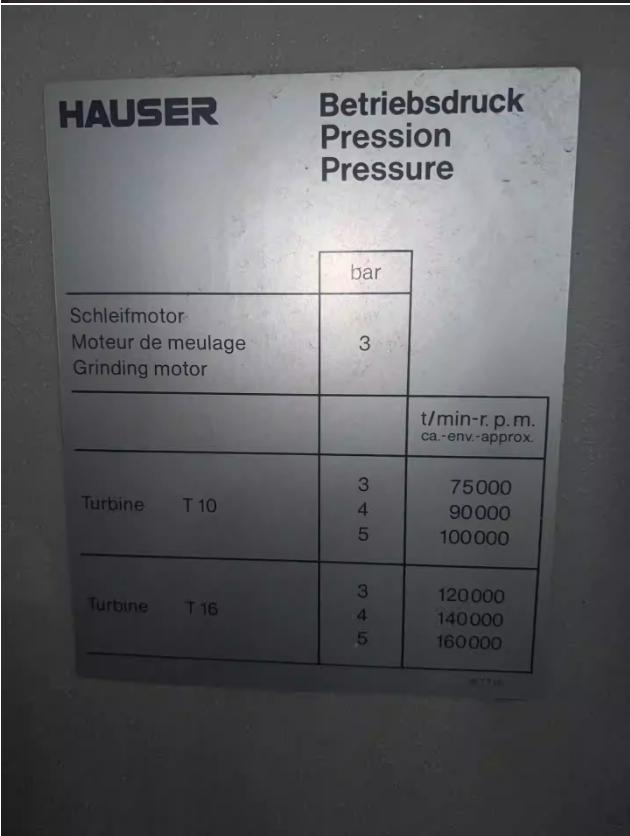 HAUSER
Betriebsdruck
Pression
Pressure
bar
Schleifmotor
Moteur de meulage
Grinding motor
3
t/min-r.p.m.
ca.-env.-approx.
Turbine T 10
3 75000
4 90000
5 100000
Turbine T 16
3 120000
4 140000
5 160000